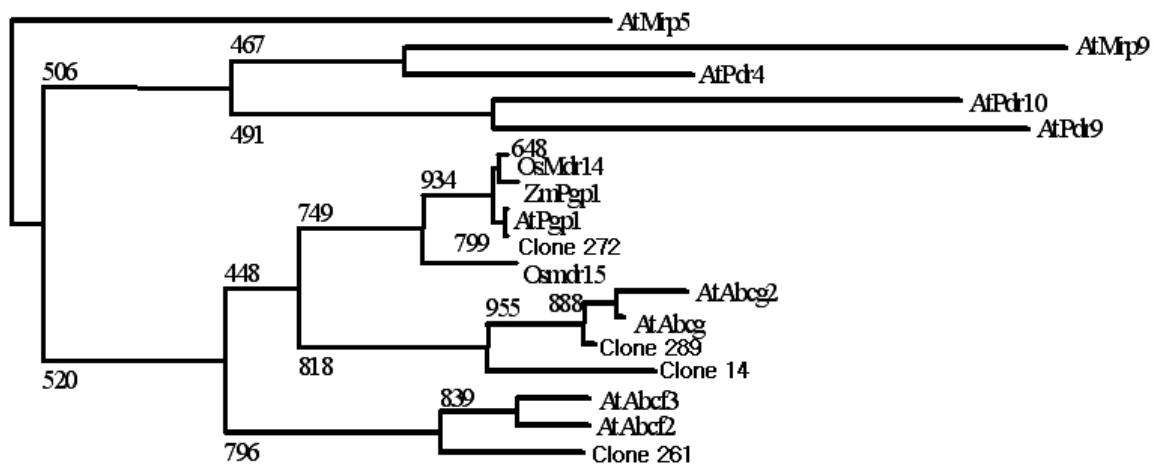 AtMrp5
467
AtMrp9
506
AtPdr4
AtPdr10
491
AtPdr9
648
OsMdr14
934
ZmPgp1
749
AtPgp1
799
Clone 272
Osmdr15
448
AtAbcg2
955
888
AtAbcg
Clone 289
818
Clone 14
520
839
AtAbcf3
AtAbcf2
796
Clone 261